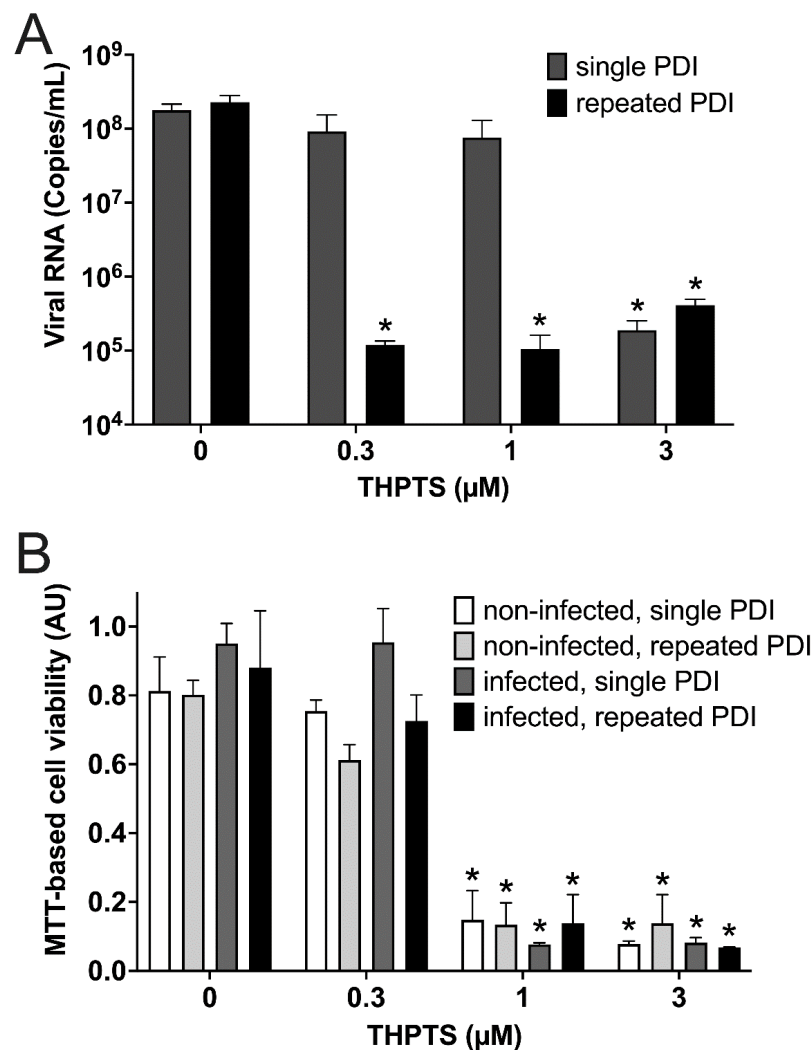 A
Viral RNA (Copies/mL)
10⁹
10⁸
10⁷
10⁶
10⁵
10⁴
single PDI
repeated PDI
*
*
*
*
0 0.3 1 3
THPTS (µM)
B
MTT-based cell viability (AU)
1.0
0.8
0.6
0.4
0.2
0.0
non-infected, single PDI
non-infected, repeated PDI
infected, single PDI
infected, repeated PDI
* * * * * * * *
0 0.3 1 3
THPTS (µM)